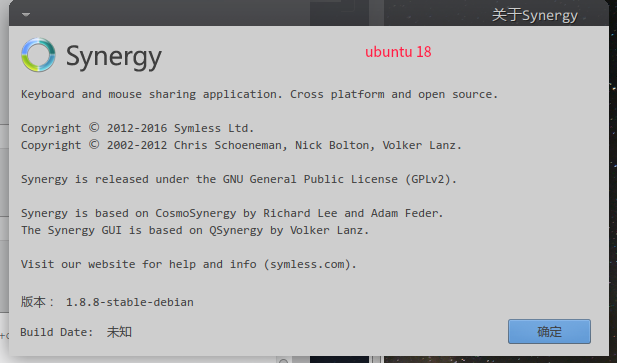 关于Synergy
Synergy
ubuntu 18
Keyboard and mouse sharing application. Cross platform and open source.
Copyright © 2012-2016 Symless Ltd.
Copyright © 2002-2012 Chris Schoeneman, Nick Bolton, Volker Lanz.
Synergy is released under the GNU General Public License (GPLv2).
Synergy is based on CosmoSynergy by Richard Lee and Adam Feder.
The Synergy GUI is based on QSynergy by Volker Lanz.
Visit our website for help and info (symless.com).
版本： 1.8.8-stable-debian
Build Date: 未知
确定